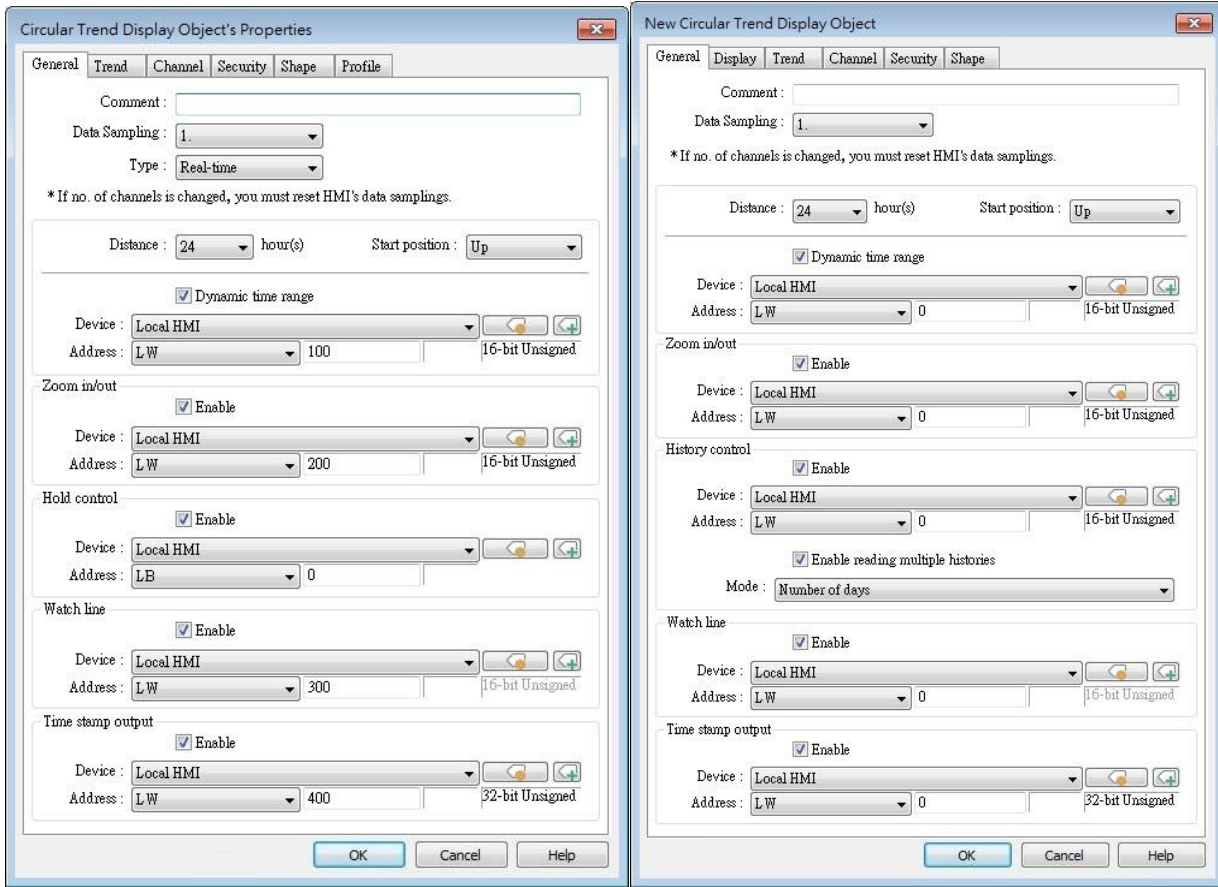 Circular Trend Display Object's Properties
General Trend Channel Security Shape Profile
Comment :
Data Sampling : 1.
Type : Real-time
* If no. of channels is changed, you must reset HMI's data samplings.
Distance : 24 hour(s) Start position : Up
Dynamic time range
Device : Local HMI
Address : LW 100 16-bit Unsigned
Zoom in/out
Enable
Device : Local HMI
Address : LW 200 16-bit Unsigned
Hold control
Enable
Device : Local HMI
Address : LB 0
Watch line
Enable
Device : Local HMI
Address : LW 300 16-bit Unsigned
Time stamp output
Enable
Device : Local HMI
Address : LW 400 32-bit Unsigned
OK Cancel Help
New Circular Trend Display Object
General Display Trend Channel Security Shape
Comment :
Data Sampling : 1.
* If no. of channels is changed, you must reset HMI's data samplings.
Distance : 24 hour(s) Start position : Up
Dynamic time range
Device : Local HMI
Address : LW 0 16-bit Unsigned
Zoom in/out
Enable
Device : Local HMI
Address : LW 0 16-bit Unsigned
History control
Enable
Device : Local HMI
Address : LW 0 16-bit Unsigned
Enable reading multiple histories
Mode : Number of days
Watch line
Enable
Device : Local HMI
Address : LW 0 16-bit Unsigned
Time stamp output
Enable
Device : Local HMI
Address : LW 0 32-bit Unsigned
OK Cancel Help